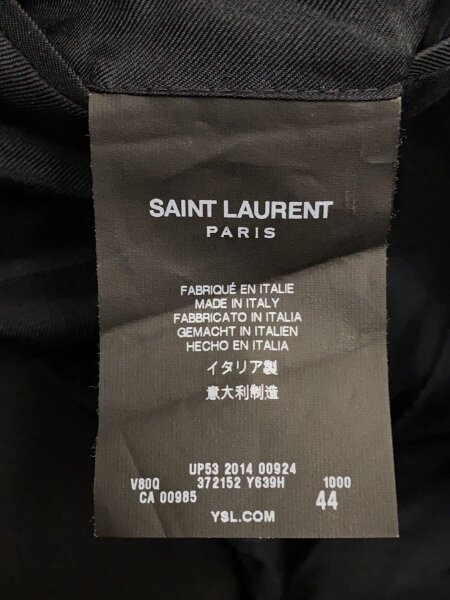 SAINT LAURENT
PARIS
FABRIQUÉ EN ITALIE
MADE IN ITALY
FABBRICATO IN ITALIA
GEMACHT IN ITALIEN
HECHO EN ITALIA
イタリア製
意大利制造
UP53 2014 00924
V80Q 372152 Y639H 1000
CA 00985 44
YSL.COM